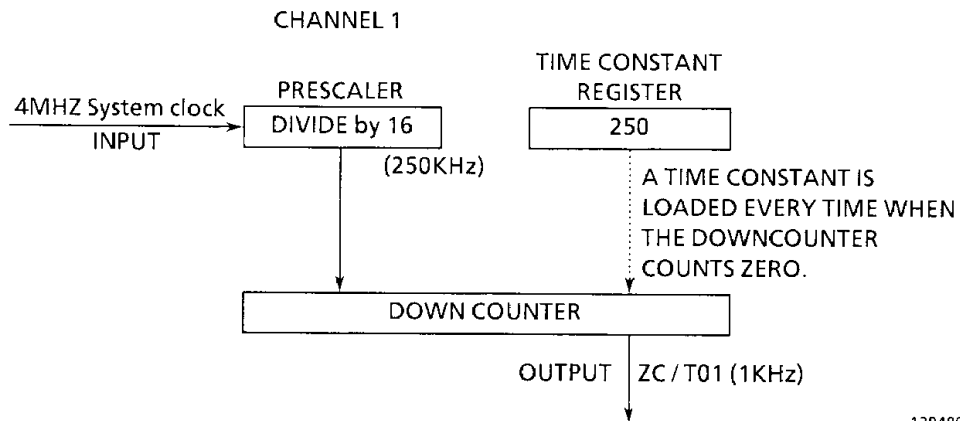 CHANNEL 1
TIME CONSTANT
REGISTER
PRESCALER
4MHZ System clock
INPUT
DIVIDE by 16
250
(250KHz)
A TIME CONSTANT IS
LOADED EVERY TIME WHEN
THE DOWNCOUNTER
COUNTS ZERO.
DOWN COUNTER
OUTPUT ZC / T01 (1KHz)